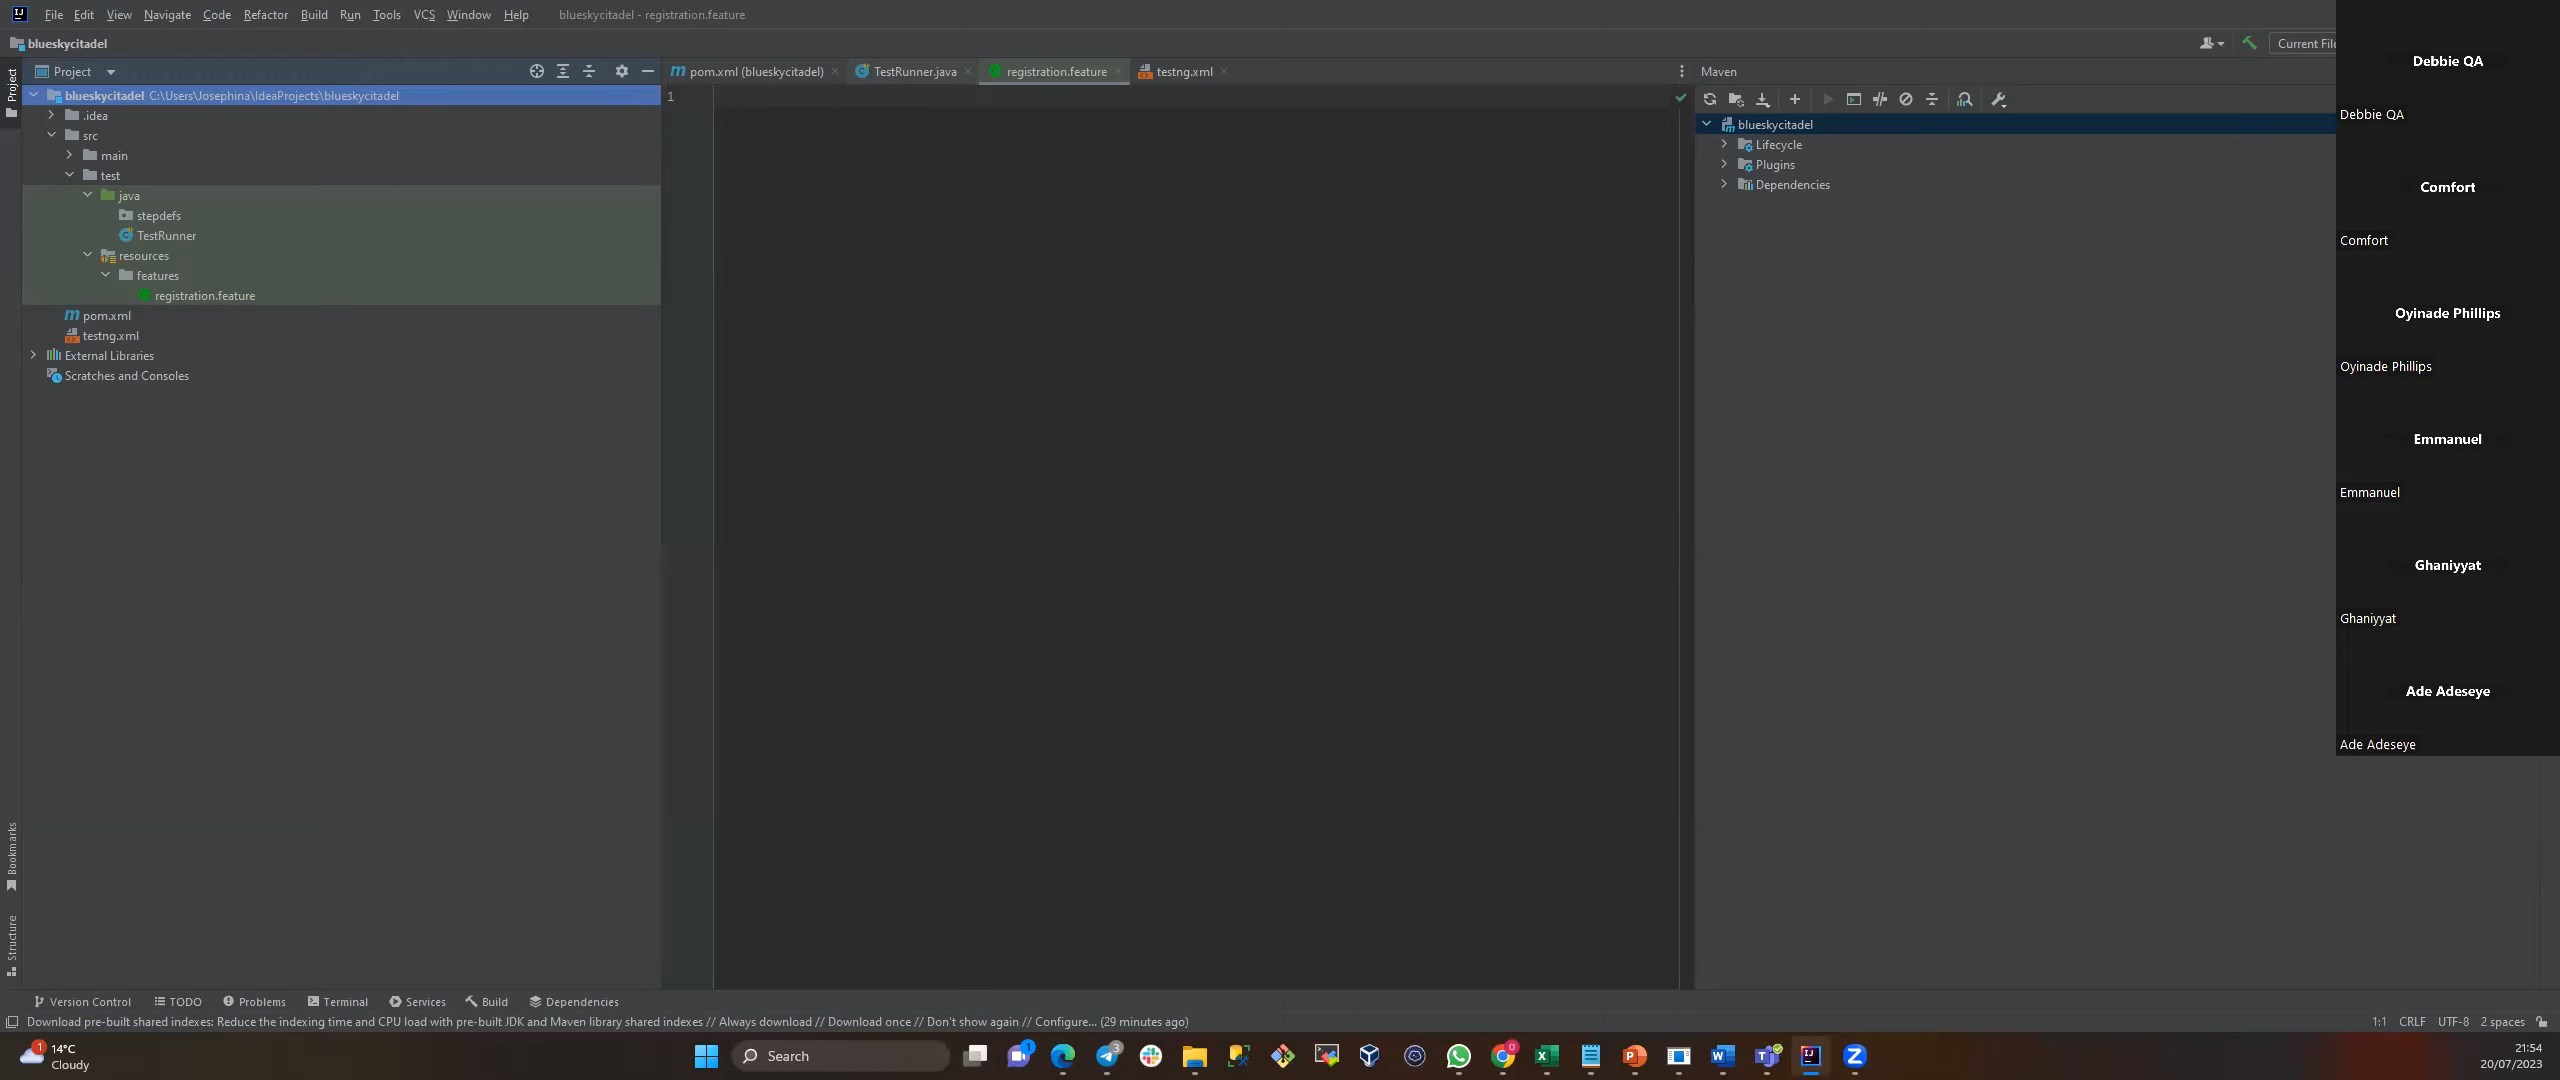 File Edit View Navigate Code Refactor Build Run Tools VCS Window Help blueskycitadel - registration.feature
blueskycitadel
Current File
Project
pom.xml (blueskycitadel) TestRunner.java registration.feature testng.xml
Maven
Project
blueskycitadel C:\Users\Josephina\IdeaProjects\blueskycitadel
.idea
src
main
test
java
stepdefs
TestRunner
resources
features
registration.feature
pom.xml
testng.xml
External Libraries
Scratches and Consoles
1
blueskycitadel
Lifecycle
Plugins
Dependencies
Debbie QA
Debbie QA
Comfort
Comfort
Oyinade Phillips
Oyinade Phillips
Emmanuel
Emmanuel
Ghaniyyat
Ghaniyyat
Ade Adeseye
Ade Adeseye
Bookmarks
Structure
Version Control TODO Problems Terminal Services Build Dependencies
Download pre-built shared indexes: Reduce the indexing time and CPU load with pre-built JDK and Maven library shared indexes // Always download // Download once // Don't show again // Configure... (29 minutes ago)
1:1 CRLF UTF-8 2 spaces
1
14°C
Cloudy
Search
1
3
0
21:54
20/07/2023